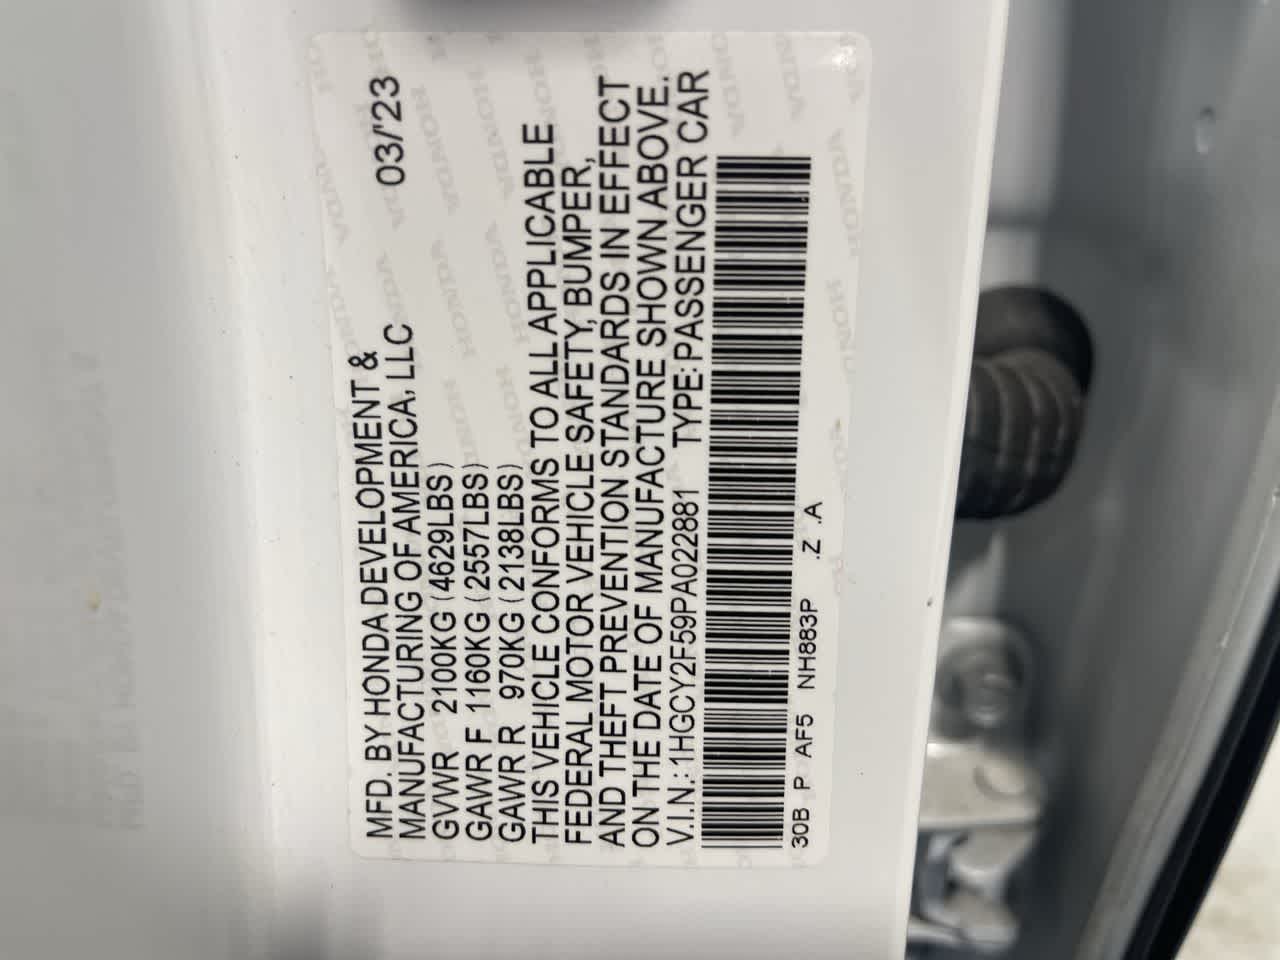 MFD. BY HONDA DEVELOPMENT & 03/'23
MANUFACTURING OF AMERICA, LLC
GVWR 2100KG (4629LBS)
GAWR F 1160KG (2557LBS)
GAWR R 970KG (2138LBS)
THIS VEHICLE CONFORMS TO ALL APPLICABLE
FEDERAL MOTOR VEHICLE SAFETY, BUMPER,
AND THEFT PREVENTION STANDARDS IN EFFECT
ON THE DATE OF MANUFACTURE SHOWN ABOVE.
V.I.N.: 1HGCY2F59PA022881 TYPE: PASSENGER CAR
30B P AF5 NH883P .Z .A